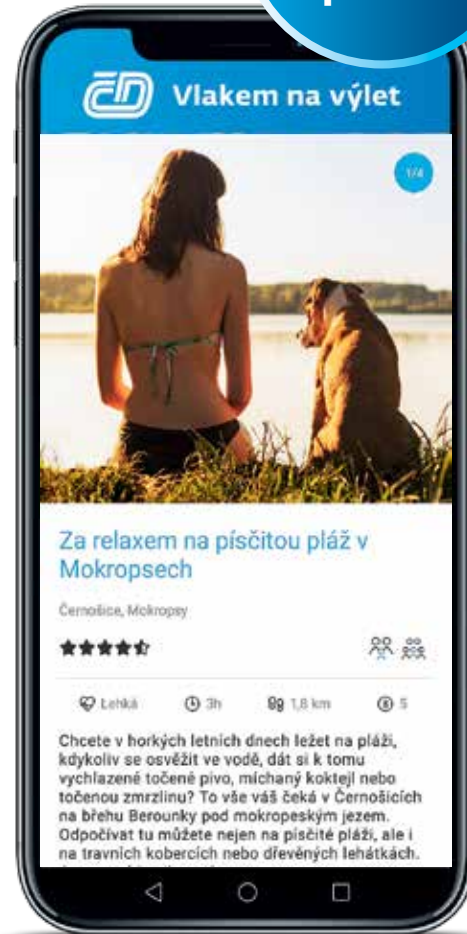 ČD Vlakem na výlet
1/4
Za relaxem na písčitou pláž v
Mokropsech
Černošice, Mokropsy
Lehká 3h 1,8 km 5
Chcete v horkých letních dnech ležet na pláži,
kdykoliv se osvěžit ve vodě, dát si k tomu
vychlazené točené pivo, míchaný koktejl nebo
točenou zmrzlinu? To vše vás čeká v Černošicích
na břehu Berounky pod mokropeským jezem.
Odpočívat tu můžete nejen na písčité pláži, ale i
na travních kobercích nebo dřevěných lehátkách.